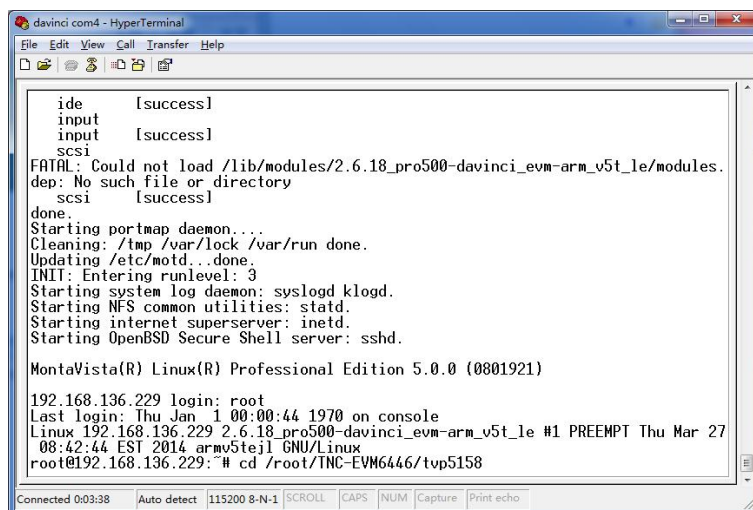 davinci com4 - HyperTerminal
File Edit View Call Transfer Help
ide [success]
input
input [success]
scsi
FATAL: Could not load /lib/modules/2.6.18_pro500-davinci_evm-arm_v5t_le/modules.
dep: No such file or directory
scsi [success]
done.
Starting portmap daemon....
Cleaning: /tmp /var/lock /var/run done.
Updating /etc/motd...done.
INIT: Entering runlevel: 3
Starting system log daemon: syslogd klogd.
Starting NFS common utilities: statd.
Starting internet superserver: inetd.
Starting OpenBSD Secure Shell server: sshd.
MontaVista(R) Linux(R) Professional Edition 5.0.0 (0801921)
192.168.136.229 login: root
Last login: Thu Jan  1 00:00:44 1970 on console
Linux 192.168.136.229 2.6.18_pro500-davinci_evm-arm_v5t_le #1 PREEMPT Thu Mar 27
08:42:44 EST 2014 armv5tejl GNU/Linux
root@192.168.136.229:~# cd /root/TNC-EVM6446/tvp5158
Connected 0:03:38 Auto detect 115200 8-N-1 SCROLL CAPS NUM Capture Print echo